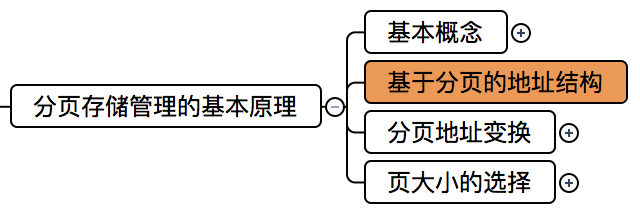 基本概念
基于分页的地址结构
分页存储管理的基本原理
分页地址变换
页大小的选择